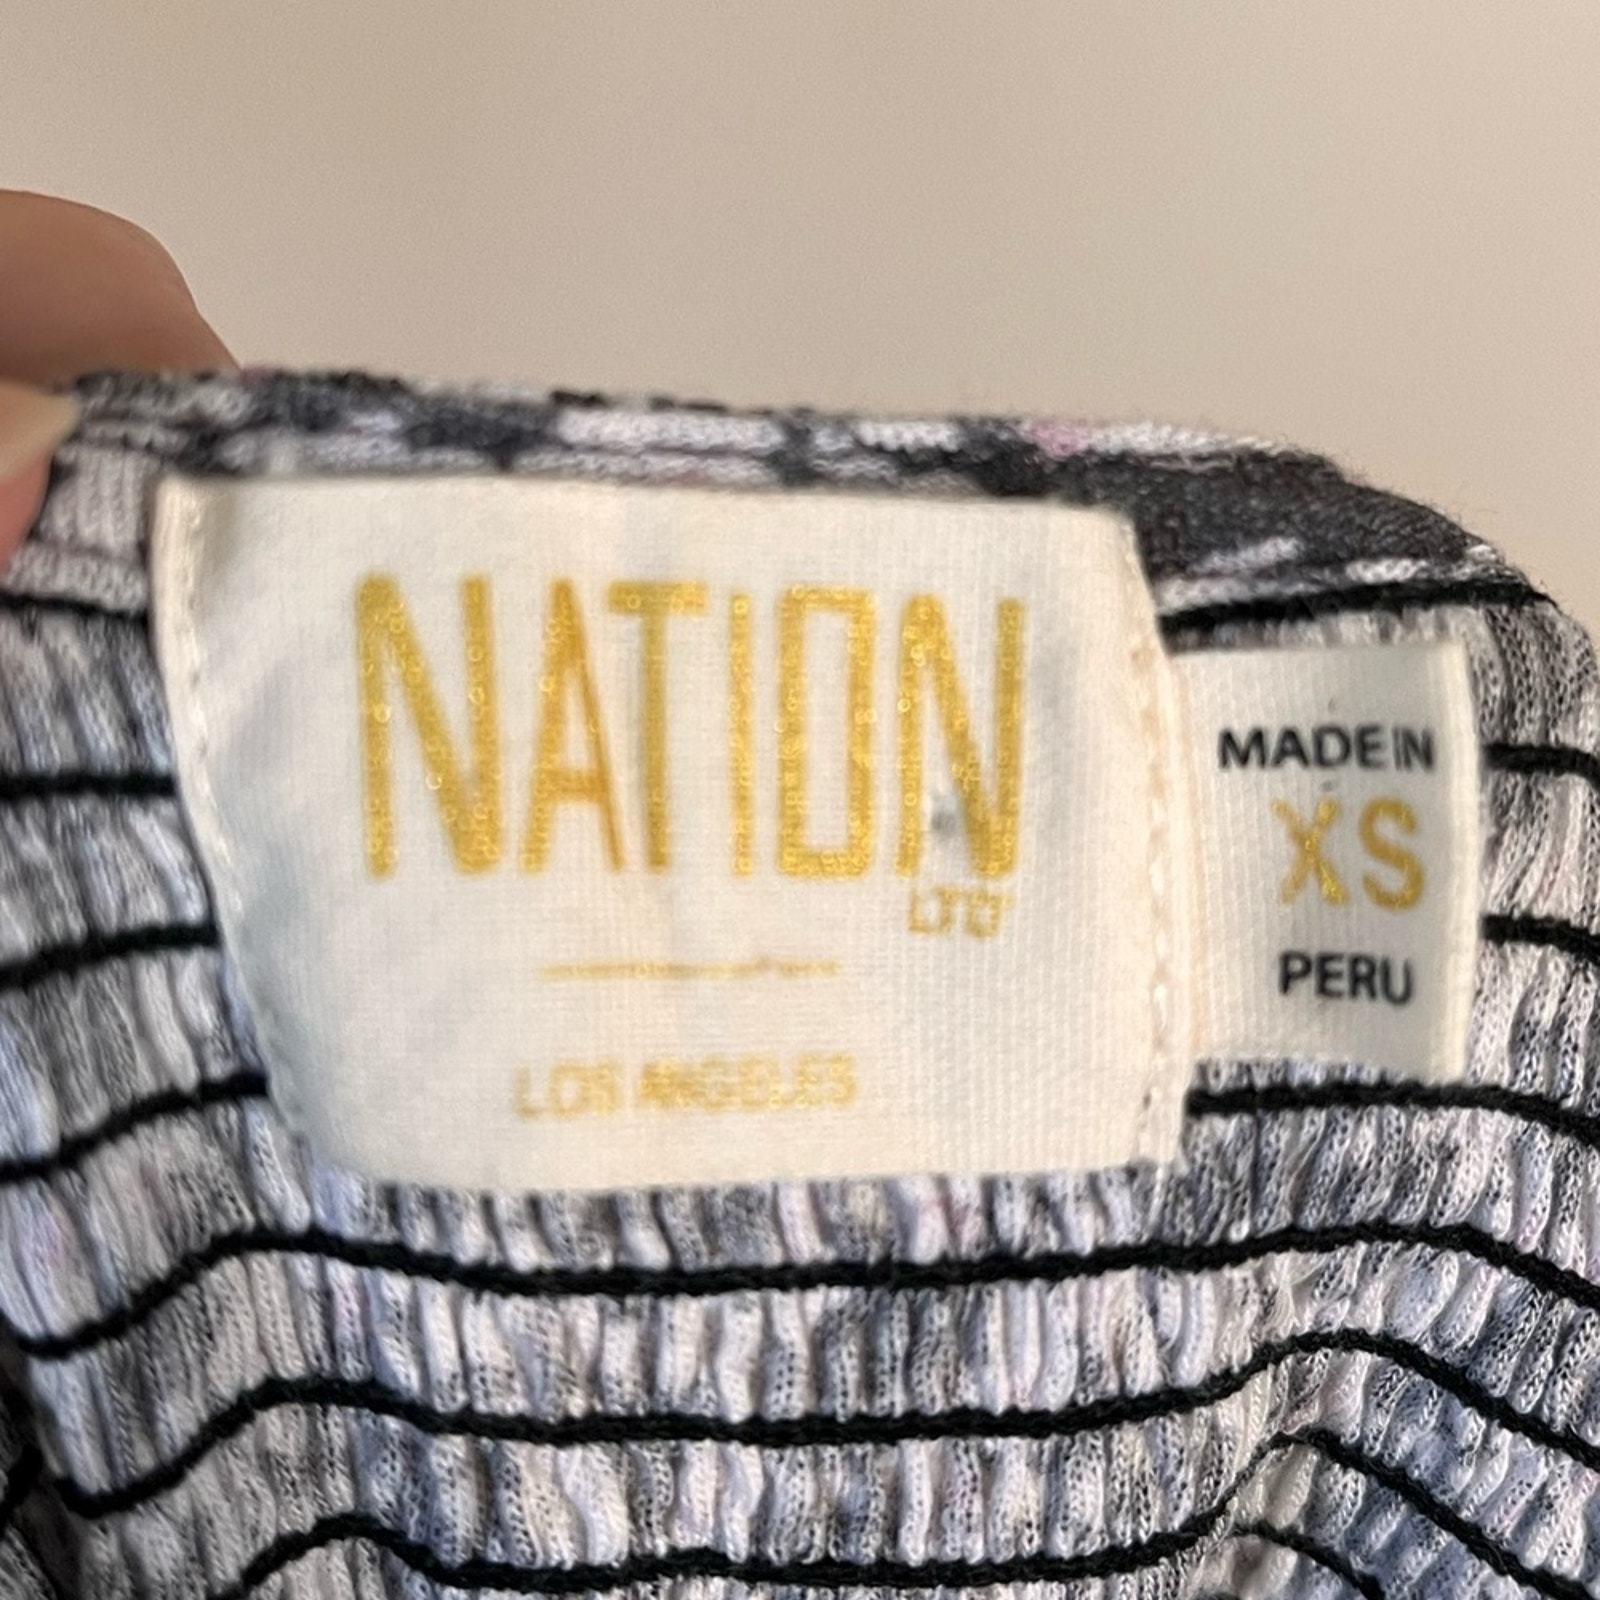 NATION
LTD
LOS ANGELES
MADE IN
XS
PERU